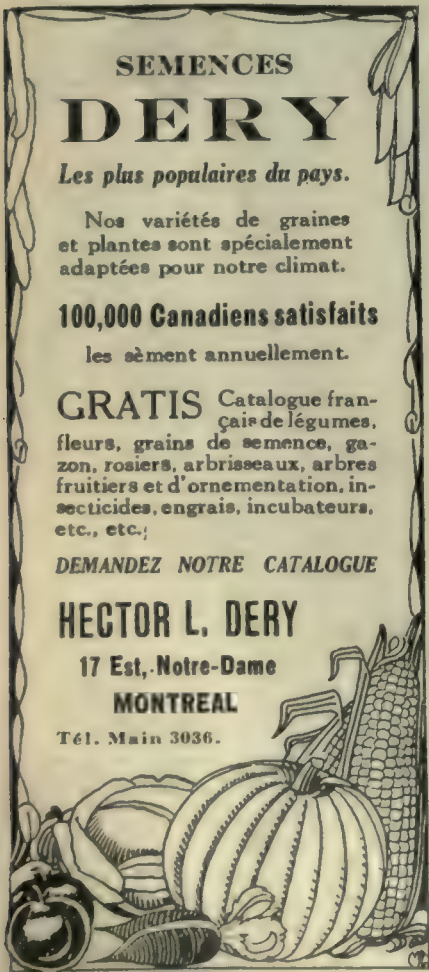 SEMENCES
DERY
Les plus populaires du pays.
Nos variétés de graines
et plantes sont spécialement
adaptées pour notre climat.
100,000 Canadiens satisfaits
les sèment annuellement.
GRATIS Catalogue fran-
çais de légumes,
fleurs, grains de semence, ga-
zon, rosiers, arbrisseaux, arbres
fruitiers et d'ornementation, in-
secticides, engrais, incubateurs,
etc., etc.;
DEMANDEZ NOTRE CATALOGUE
HECTOR L. DERY
17 Est, Notre-Dame
MONTREAL
Tél. Main 3036.